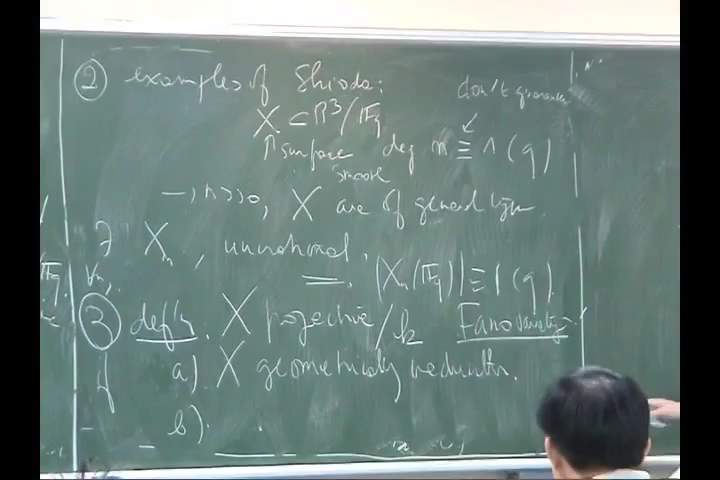 ② examples of Shioda:
don't guarantee
X ⊂ P³/F_q
↑ surface deg n ≡ 1 (q)
smooth
→ n >> 0, X are of general type
∃ X_n, unirational.
∀n, ⇒ |X_n(F_q)| ≡ 1 (q).
③ def'n. X projective/k Fano variety
if a) X geometrically
b).